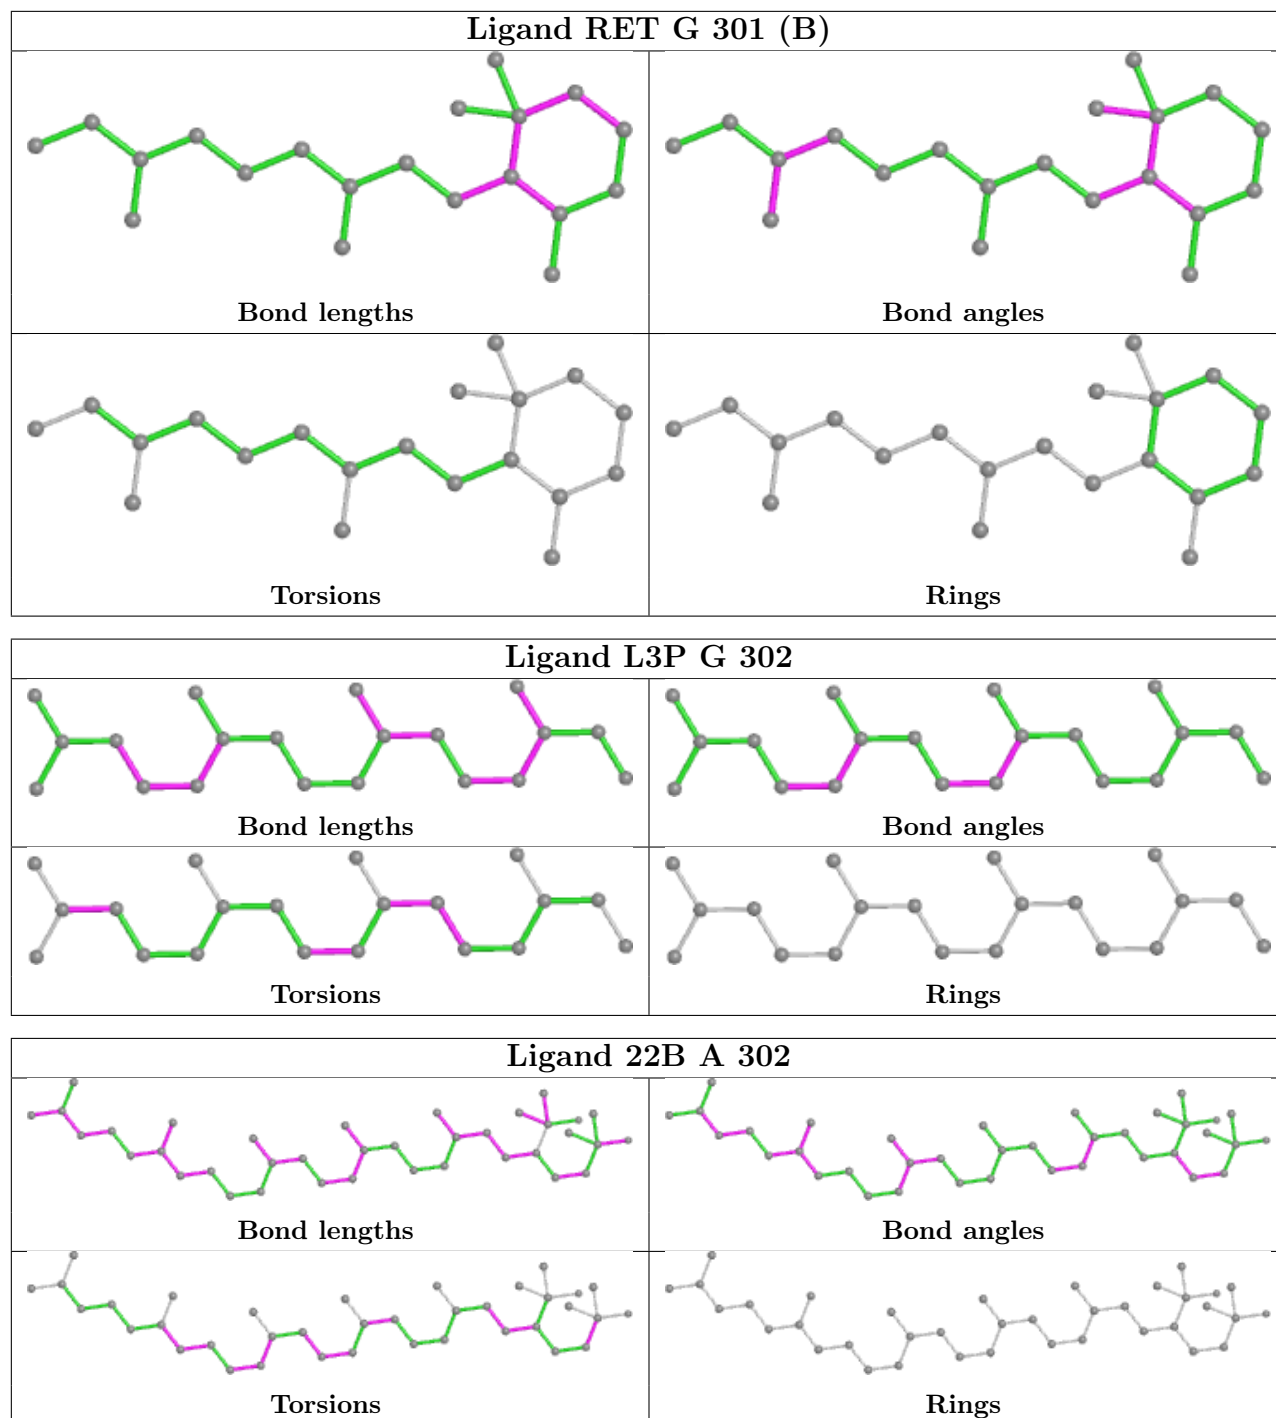 Ligand RET G 301 (B)
Bond lengths
Bond angles
Torsions
Rings
Ligand L3P G 302
Bond lengths
Bond angles
Torsions
Rings
Ligand 22B A 302
Bond lengths
Bond angles
Torsions
Rings